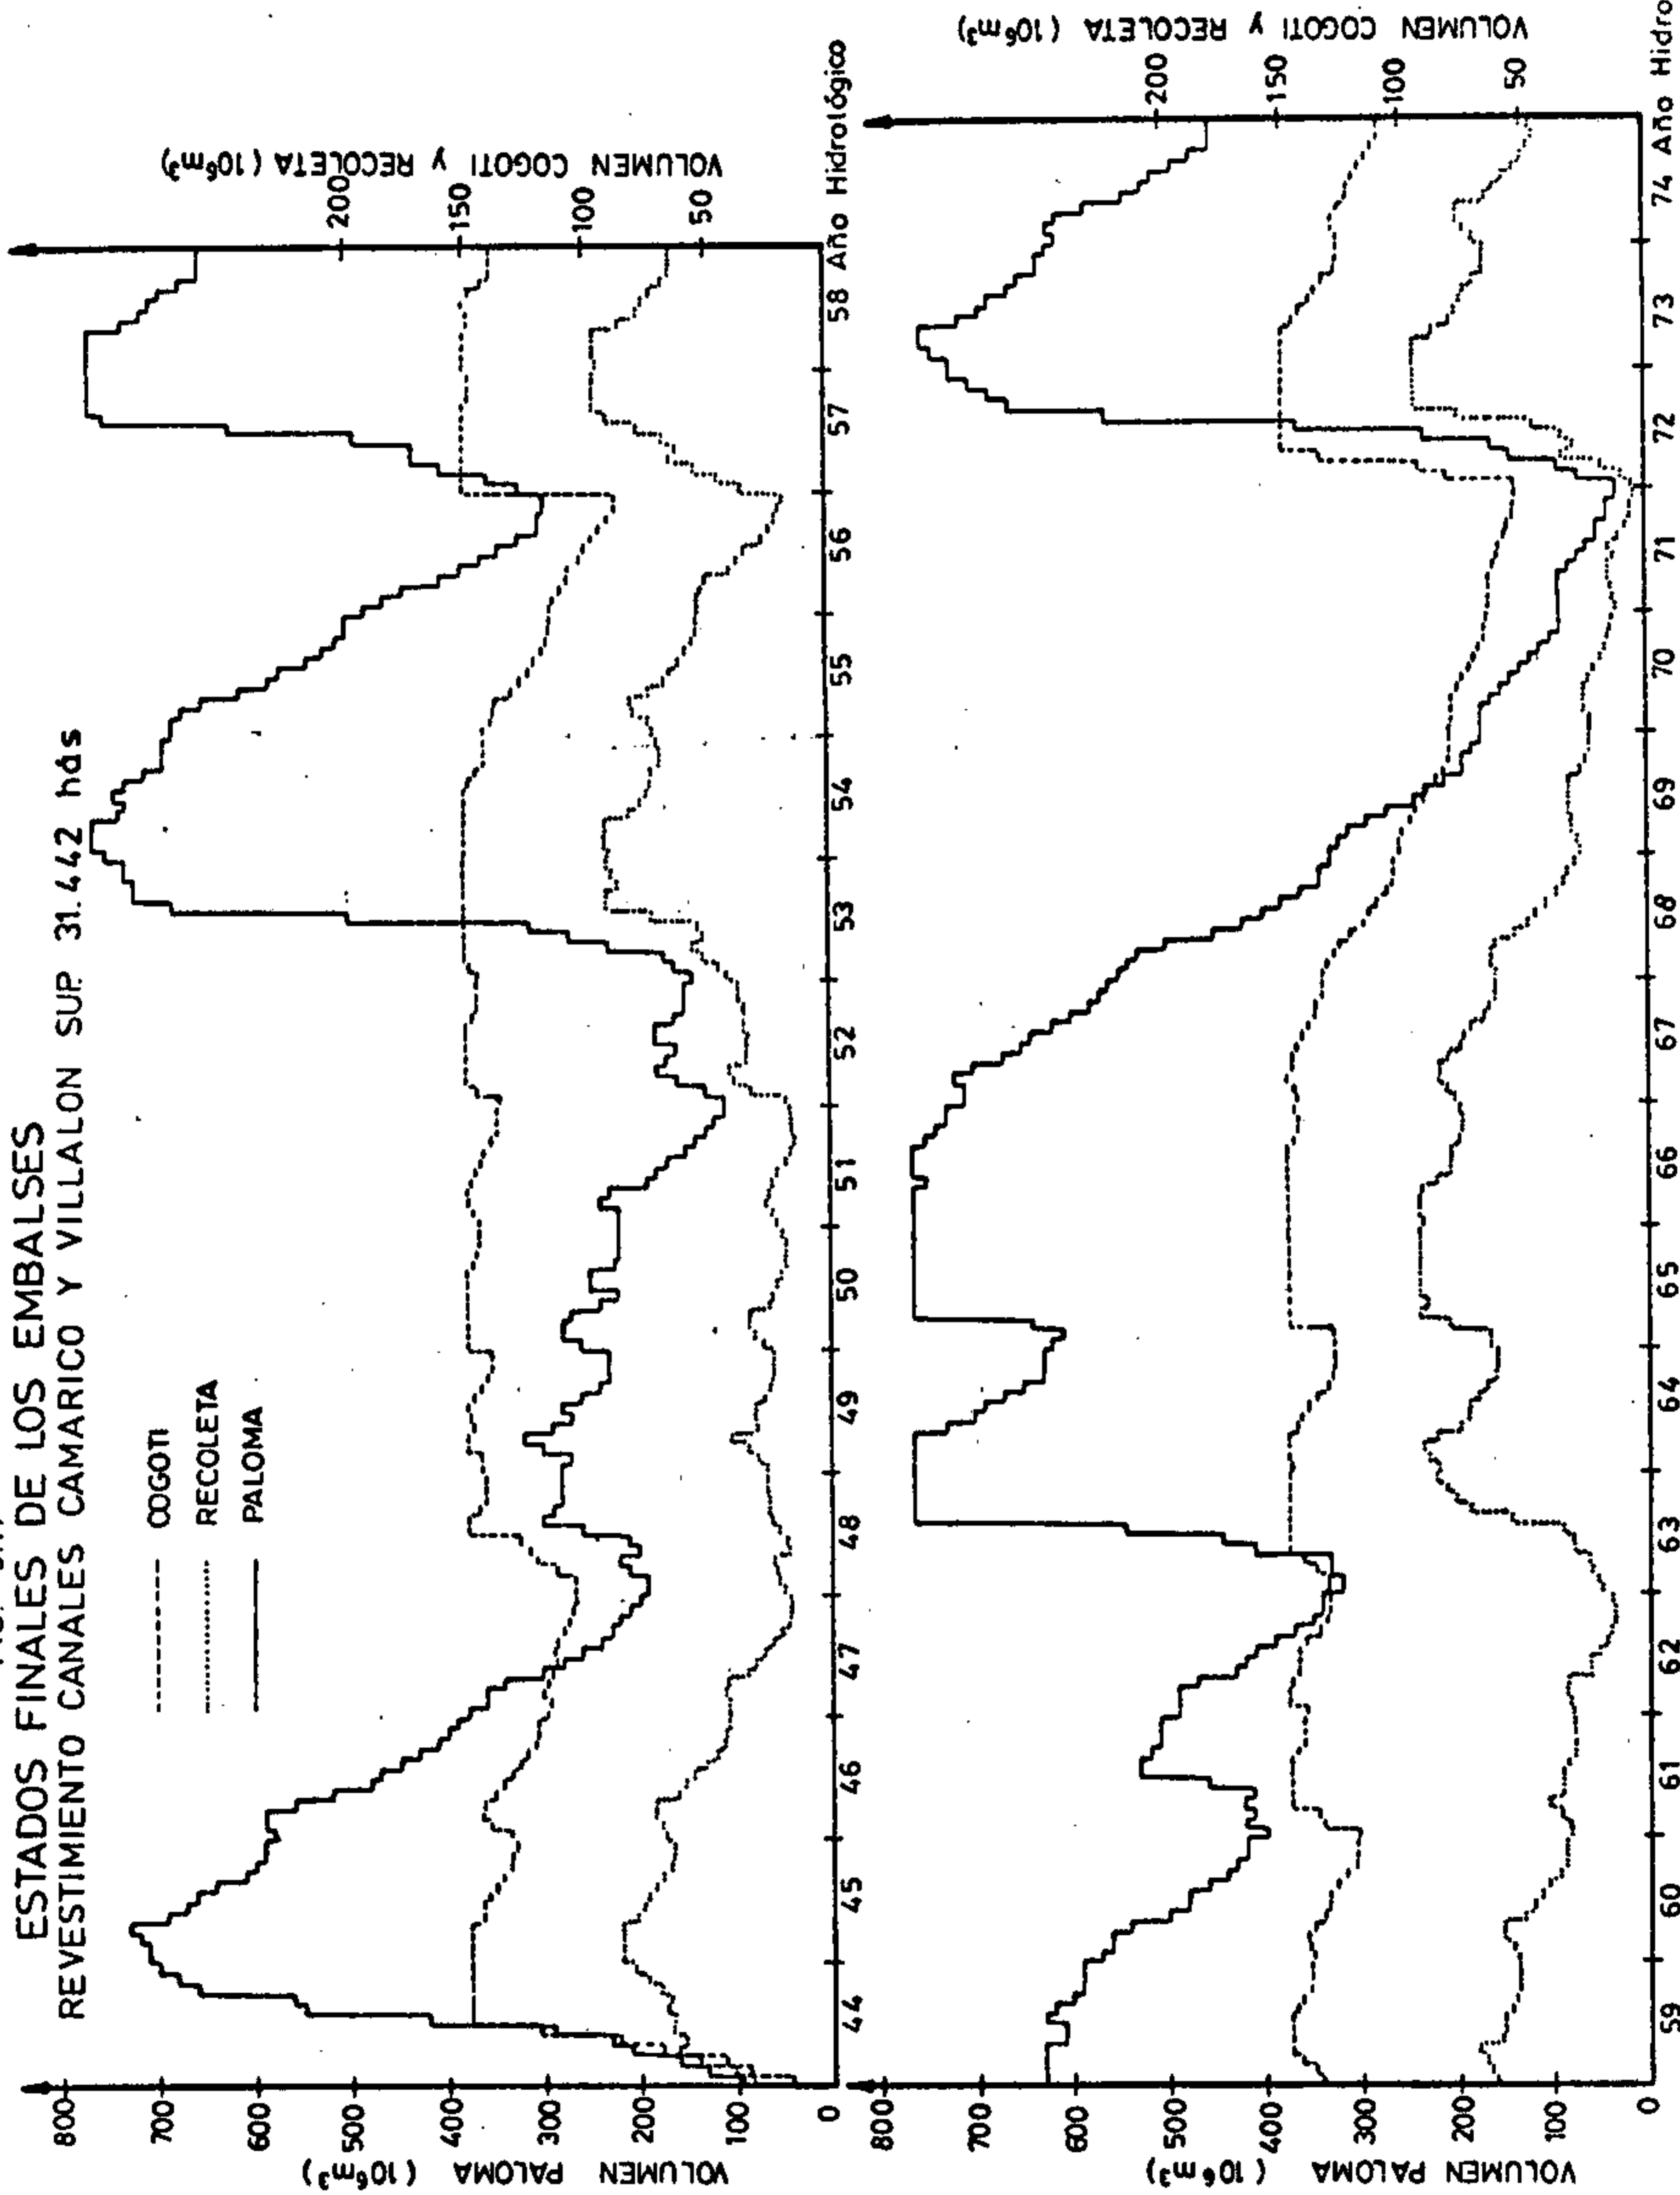 ESTADOS FINALES DE LOS EMBALSES
REVESTIMIENTO CANALES CAMARICO Y VILLALON SUP. 31.442 hás
COGOTI
RECOLETA
PALOMA
VOLUMEN PALOMA
(10⁶m³)
800
700
600
500
400
300
200
100
0
44 45 46 47 48 49 50 51 52 53 54 55 56 57 58 Año Hidrológico
VOLUMEN COGOTI y RECOLETA (10⁶m³)
200
150
100
50
VOLUMEN PALOMA
(10⁶m³)
800
700
600
500
400
300
200
100
0
59 60 61 62 63 64 65 66 67 68 69 70 71 72 73 74 Año Hidro
VOLUMEN COGOTI y RECOLETA (10⁶m³)
200
150
100
50